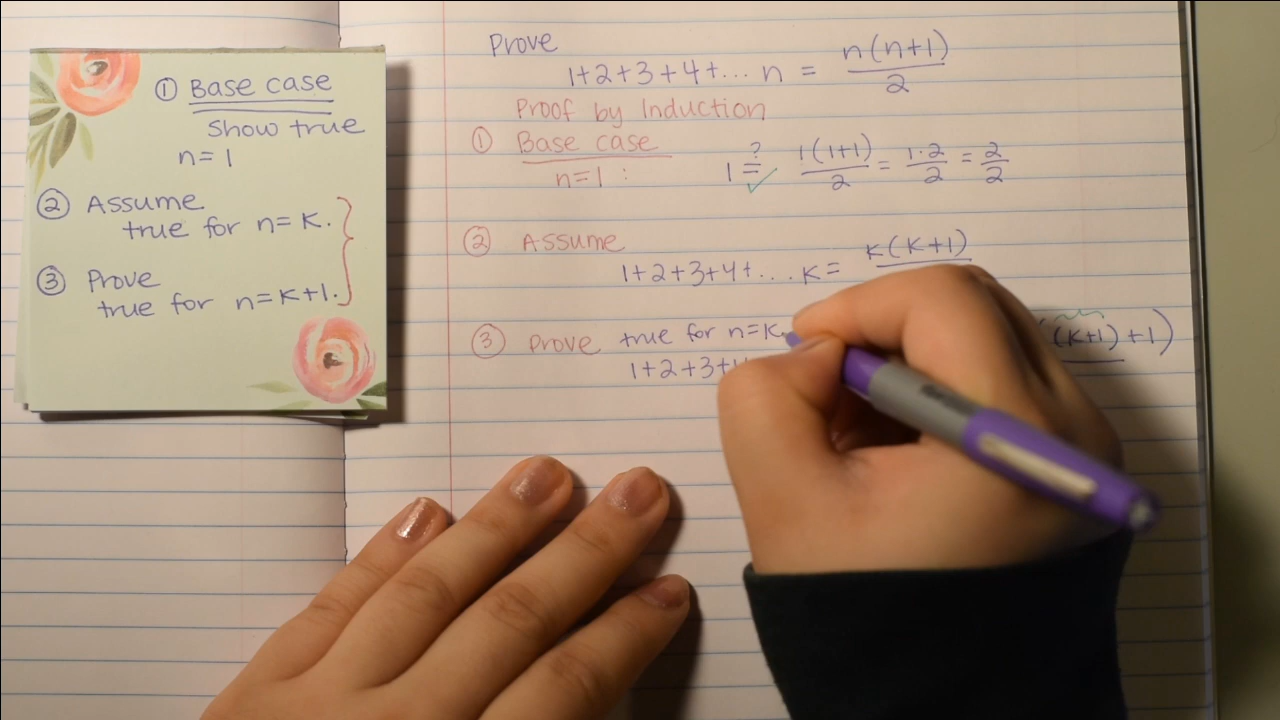 ① Base case
Show true
n=1
② Assume
true for n=K.
③ Prove
true for n=K+1.
Prove
1+2+3+4+... n = n(n+1)/2
Proof by Induction
① Base case
n=1 :
1 ?= ✓ 1(1+1)/2 = 1·2/2 = 2/2
② Assume
1+2+3+4+....K = K(K+1)
③ Prove true for n=K
((K+1)+1)
1+2+3+